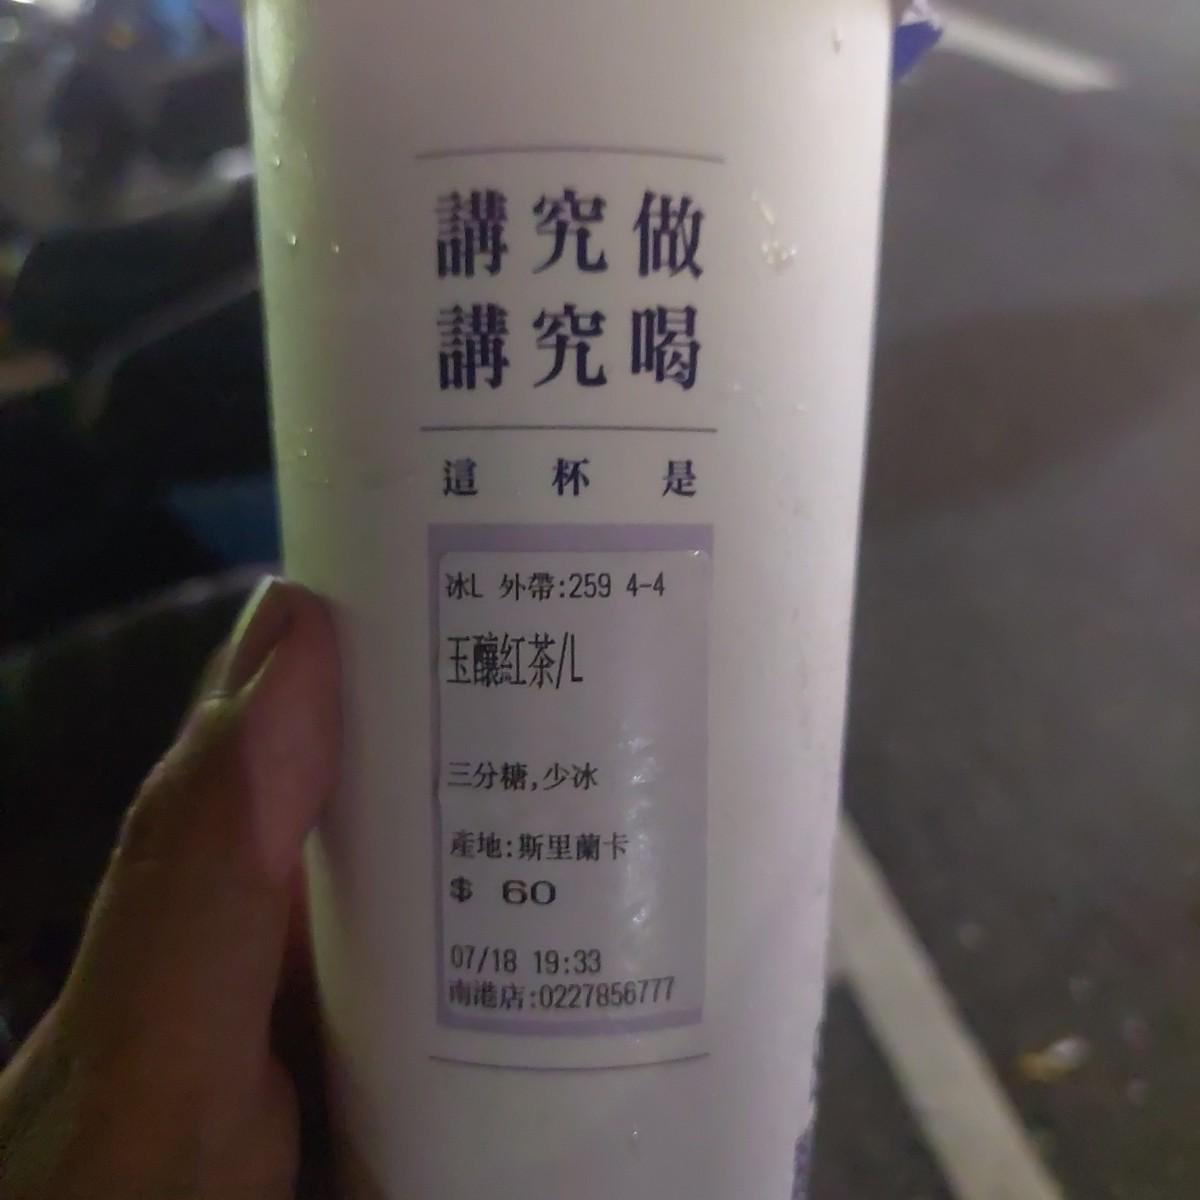 講究做
講究喝
這杯是
冰L 外帶:259 4-4
玉釀紅茶/L
三分糖,少冰
產地:斯里蘭卡
$ 60
07/18 19:33
南港店:0227856777